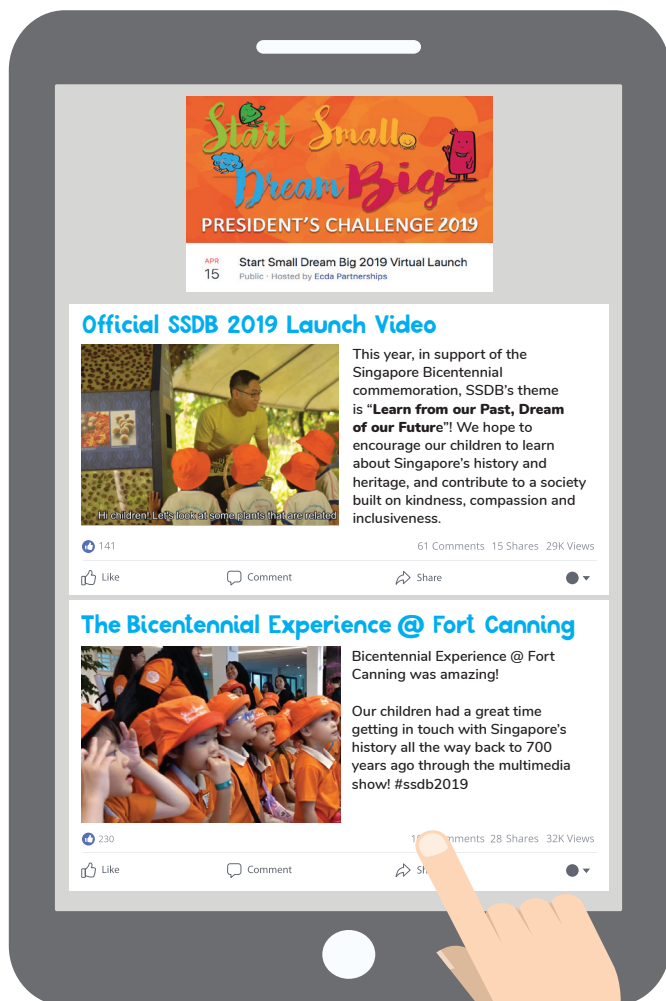 Start Small
Dream Big
PRESIDENT'S CHALLENGE 2019
APR
15
Start Small Dream Big 2019 Virtual Launch
Public · Hosted by Ecda Partnerships
Official SSDB 2019 Launch Video
Hi children! Let's look at some plants that are related
This year, in support of the
Singapore Bicentennial
commemoration, SSDB's theme
is “Learn from our Past, Dream
of our Future”! We hope to
encourage our children to learn
about Singapore's history and
heritage, and contribute to a society
built on kindness, compassion and
inclusiveness.
141
61 Comments 15 Shares 29K Views
Like Comment Share
The Bicentennial Experience @ Fort Canning
Bicentennial Experience @ Fort
Canning was amazing!
Our children had a great time
getting in touch with Singapore's
history all the way back to 700
years ago through the multimedia
show! #ssdb2019
230
28 Shares 32K Views
Like Comment